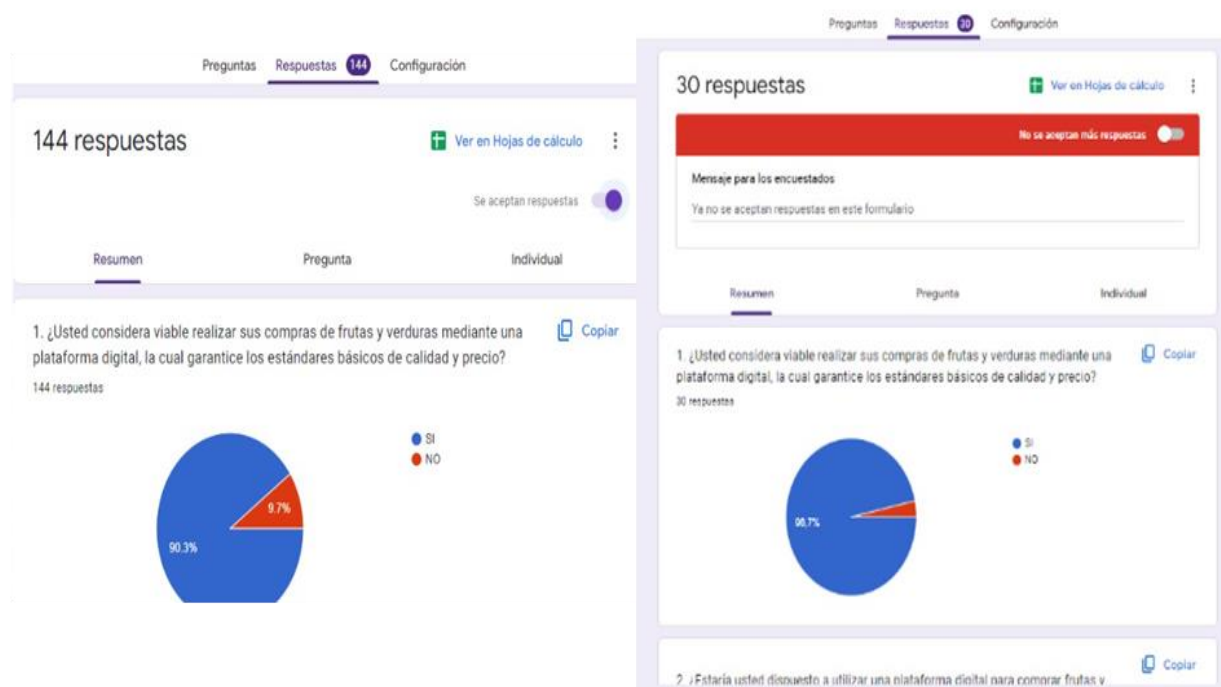 Preguntas Respuestas 144 Configuración
144 respuestas
Ver en Hojas de cálculo
Se aceptan respuestas
Resumen Pregunta Individual
1. ¿Usted considera viable realizar sus compras de frutas y verduras mediante una
plataforma digital, la cual garantice los estándares básicos de calidad y precio?
Copiar
144 respuestas
SI
NO
9.7%
90.3%
Preguntas Respuestas 30 Configuración
30 respuestas
Ver en Hojas de cálculo
No se aceptan más respuestas
Mensaje para los encuestados
Ya no se aceptan respuestas en este formulario
Resumen Pregunta Individual
1. ¿Usted considera viable realizar sus compras de frutas y verduras mediante una
plataforma digital, la cual garantice los estándares básicos de calidad y precio?
Copiar
30 respuestas
SI
NO
Copiar
2. ¿Estaría usted dispuesto a utilizar una plataforma digital para comprar frutas y